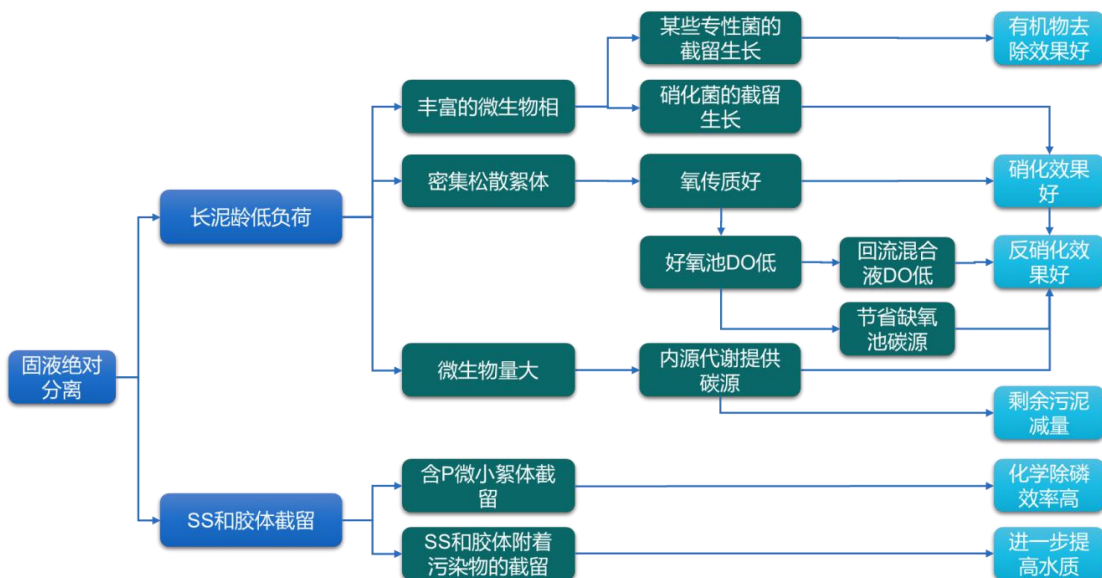 某些专性菌的
截留生长
有机物去
除效果好
丰富的微生物相
硝化菌的截留
生长
密集松散絮体
氧传质好
硝化效果
好
长泥龄低负荷
好氧池DO低
回流混合
液DO低
反硝化效
果好
节省缺氧
池碳源
固液绝对
分离
微生物量大
内源代谢提供
碳源
剩余污泥
减量
含P微小絮体截
留
化学除磷
效率高
SS和胶体截留
SS和胶体附着
污染物的截留
进一步提
高水质